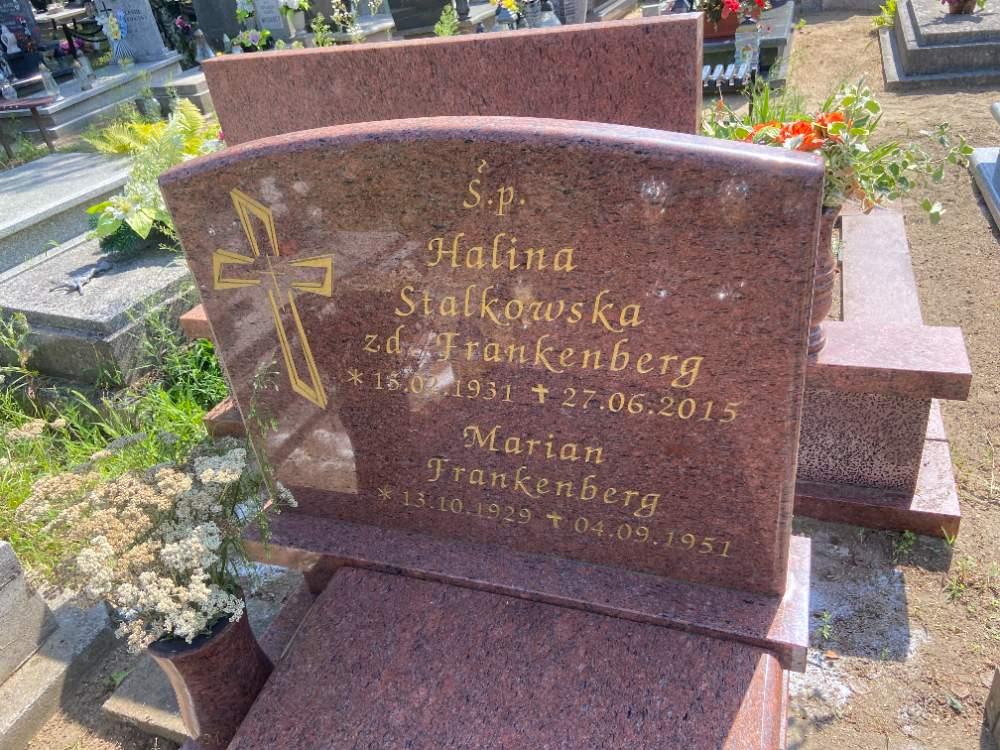 Ś.p.
Halina
Stalkowska
zd. Frankenberg
* 15.02.1931 ✝ 27.06.2015
Marian
Frankenberg
* 13.10.1929 ✝ 04.09.1951